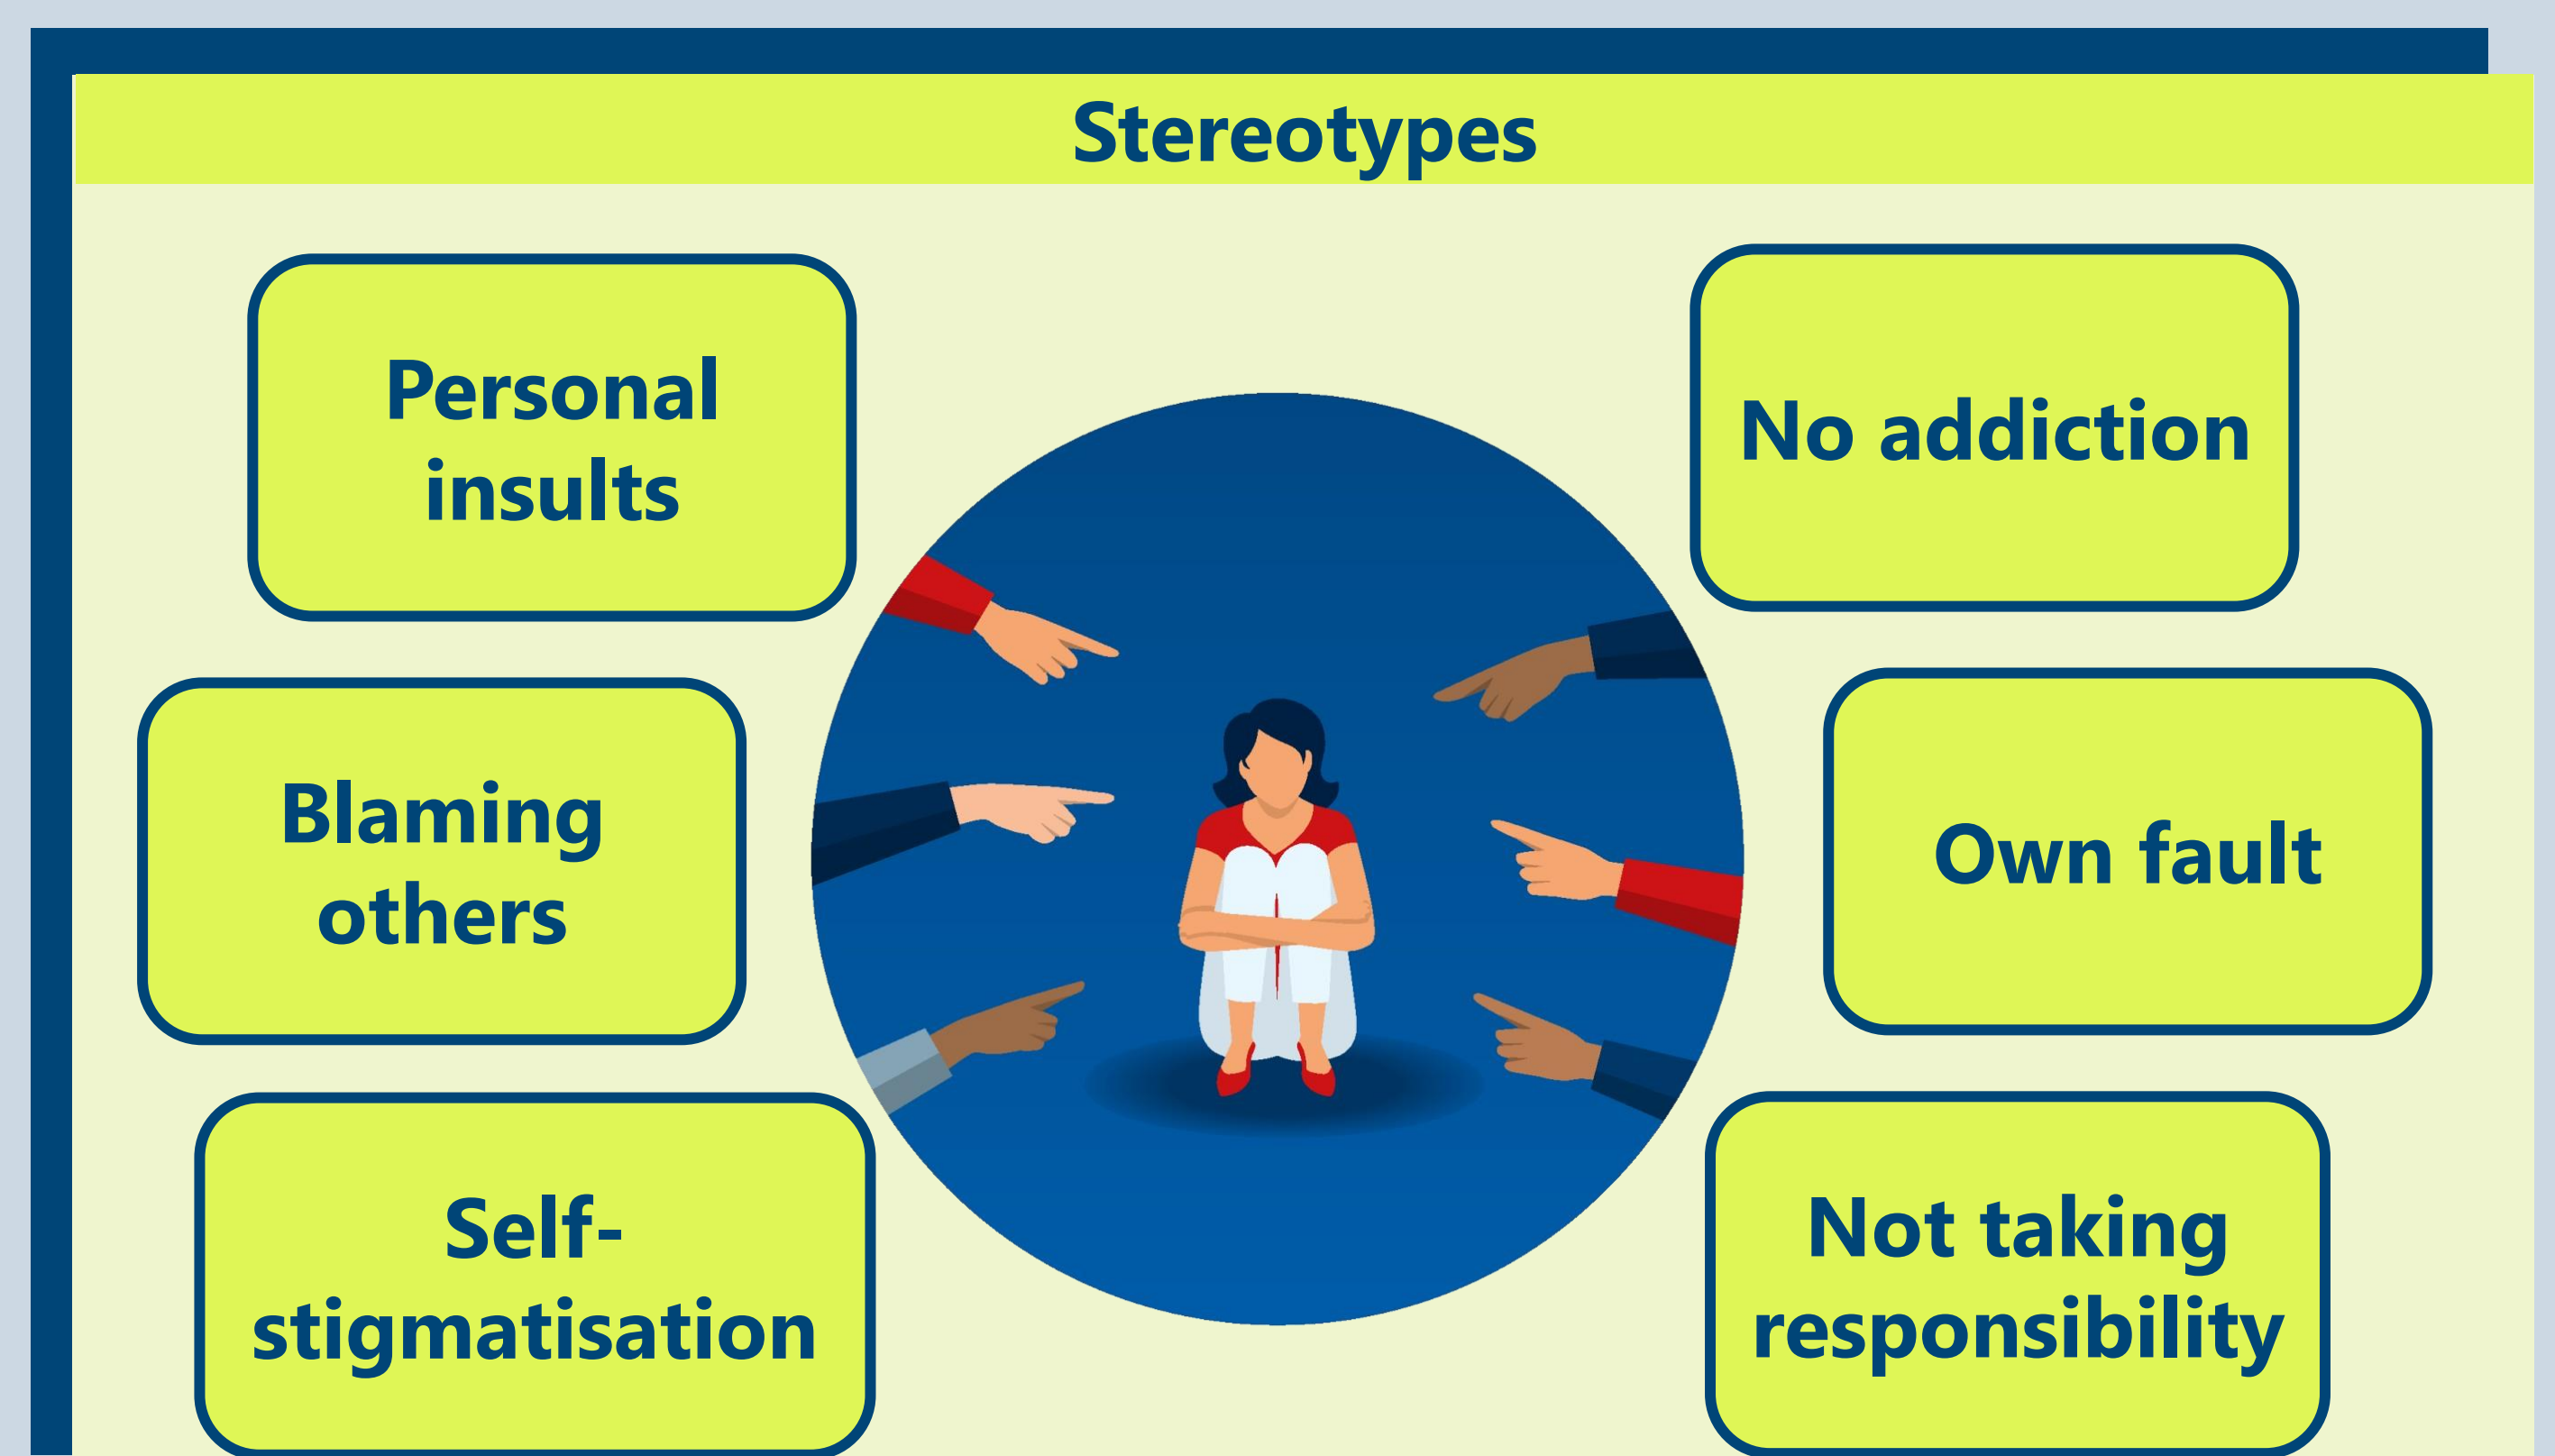 Stereotypes
Personal
insults
No addiction
Blaming
others
Own fault
Self-
stigmatisation
Not taking
responsibility